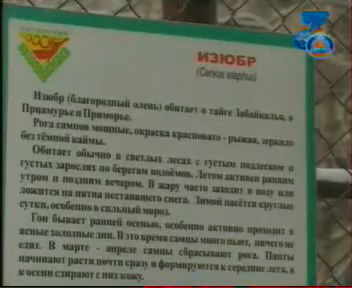 ИЗЮБР
(Cervus elaphus)
Изюбр (благородный олень) обитает в тайге Забайкалья, в
Приамурье и Приморье.
Рога самцов мощные, окраска красновато - рыжая, зеркало
без тёмной каймы.
Обитает обычно в светлых лесах с густым подлеском и
густых зарослях по берегам водоёмов. Летом активен ранним
утром и поздним вечером. В жару часто заходит в воду или
ложится на пятна нестаявшего снега. Зимой пасётся круглые
сутки, особенно в сильный мороз.
Гон бывает ранней осенью, особенно активно проходит в
ясные холодные дни. В это время самцы много пьют, ничего не
едят. В марте - апреле самцы сбрасывают рога. Панты
начинают расти почти сразу и формируются к середине лета, а
к осени сдирают с них кожу.